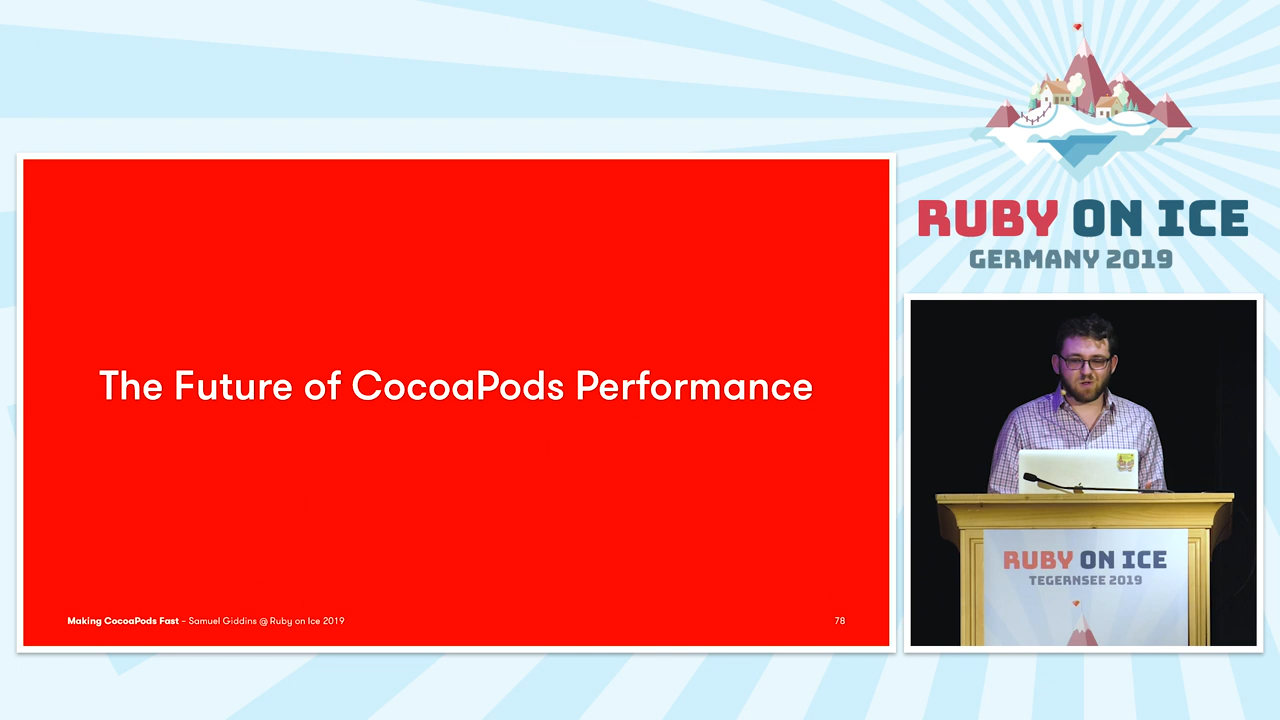 RUBY ON ICE
GERMANY 2019
The Future of CocoaPods Performance
Making CocoaPods Fast – Samuel Giddins @ Ruby on Ice 2019
78
RUBY ON ICE
TEGERNSEE 2019